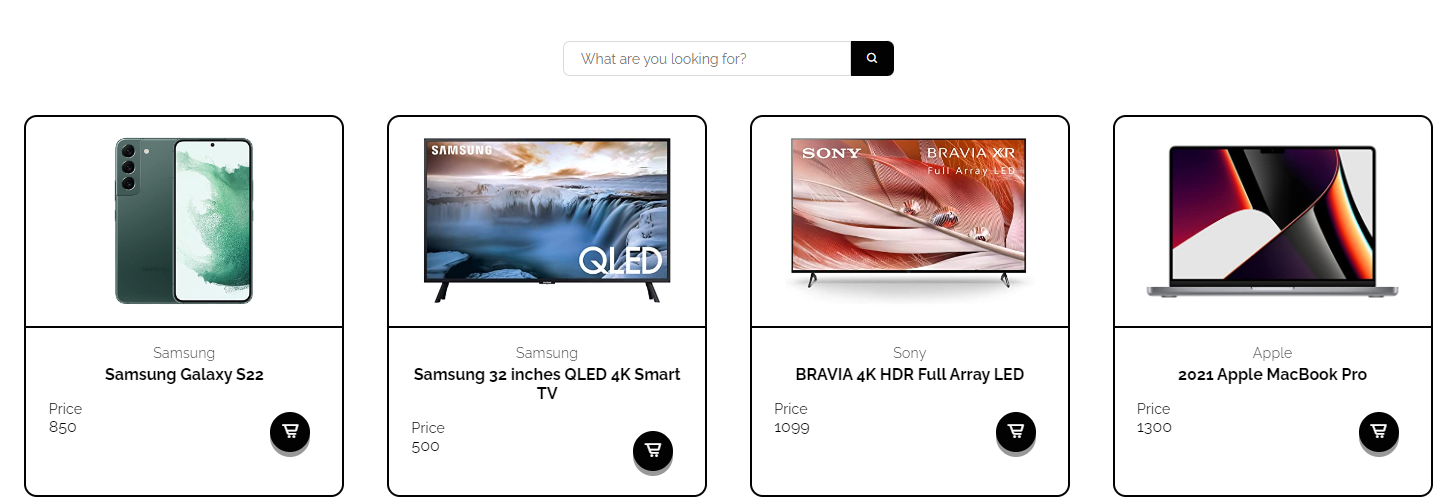 What are you looking for?
SAMSUNG
QLED
SONY
BRAVIA XR
Full Array LED
Samsung
Samsung Galaxy S22
Price
850
Samsung
Samsung 32 inches QLED 4K Smart
TV
Price
500
Sony
BRAVIA 4K HDR Full Array LED
Price
1099
Apple
2021 Apple MacBook Pro
Price
1300